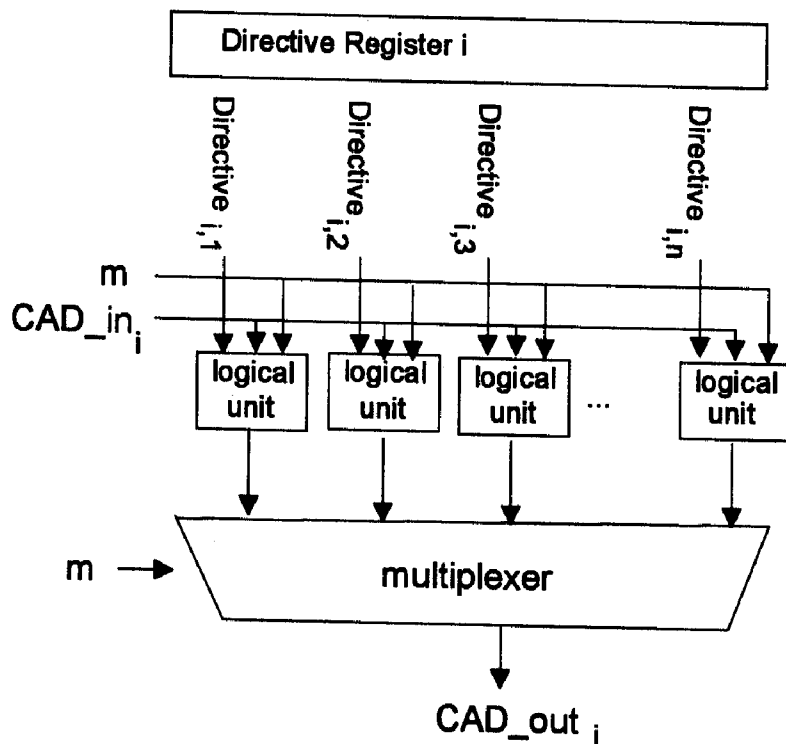 Directive Register i
Directive i,1
Directive i,2
Directive i,3
Directive i,n
m
CAD_in i
logical unit
logical unit
logical unit
...
logical unit
m
multiplexer
CAD_out i